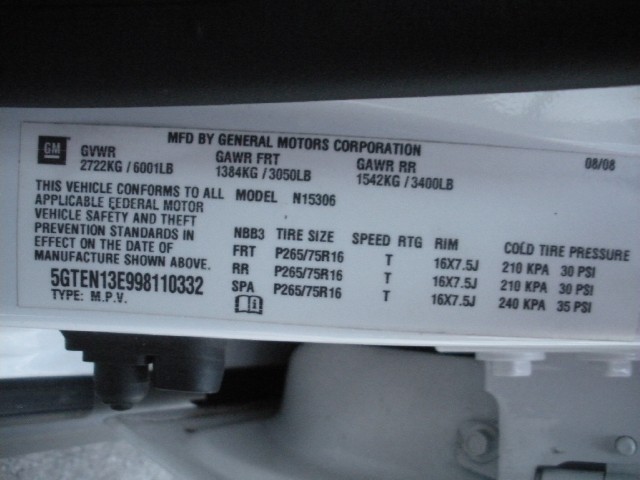 MFD BY GENERAL MOTORS CORPORATION
GM GVWR GAWR FRT GAWR RR 08/08
2722KG / 6001LB 1384KG / 3050LB 1542KG / 3400LB
THIS VEHICLE CONFORMS TO ALL
APPLICABLE FEDERAL MOTOR
VEHICLE SAFETY AND THEFT
PREVENTION STANDARDS IN
EFFECT ON THE DATE OF
MANUFACTURE SHOWN ABOVE.
5GTEN13E998110332
TYPE: M.P.V.
MODEL N15306
NBB3 TIRE SIZE SPEED RTG RIM COLD TIRE PRESSURE
FRT P265/75R16 T 16X7.5J 210 KPA 30 PSI
RR P265/75R16 T 16X7.5J 210 KPA 30 PSI
SPA P265/75R16 T 16X7.5J 240 KPA 35 PSI